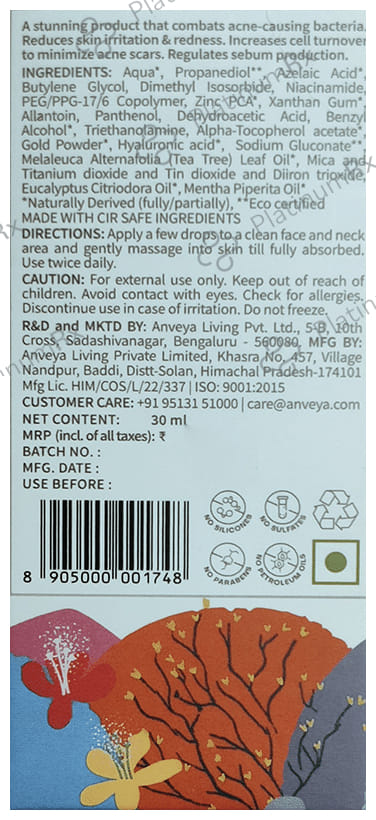 A stunning product that combats acne-causing bacteria.
Reduces skin irritation & redness. Increases cell turnover
to minimize acne scars. Regulates sebum production.
INGREDIENTS: Aqua*, Propanediol**, Azelaic Acid*,
Butylene Glycol, Dimethyl Isosorbide, Niacinamide,
PEG/PPG-17/6 Copolymer, Zinc PCA*, Xanthan Gum*,
Allantoin, Panthenol, Dehydroacetic Acid, Benzyl
Alcohol*, Triethanolamine, Alpha-Tocopherol acetate*,
Gold Powder*, Hyaluronic acid*, Sodium Gluconate**,
Melaleuca Alternafolia (Tea Tree) Leaf Oil*, Mica and
Titanium dioxide and Tin dioxide and Diiron trioxide,
Eucalyptus Citriodora Oil*, Mentha Piperita Oil*.
*Naturally Derived (fully/partially), **Eco certified
MADE WITH CIR SAFE INGREDIENTS
DIRECTIONS: Apply a few drops to a clean face and neck
area and gently massage into skin till fully absorbed.
Use twice daily.
CAUTION: For external use only. Keep out of reach of
children. Avoid contact with eyes. Check for allergies.
Discontinue use in case of irritation. Do not freeze.
R&D and MKTD BY: Anveya Living Pvt. Ltd., 5-B, 10th
Cross, Sadashivanagar, Bengaluru - 560080. MFG BY:
Anveya Living Private Limited, Khasra No. 457, Village
Nandpur, Baddi, Distt-Solan, Himachal Pradesh-174101
Mfg Lic. HIM/COS/L/22/337 | ISO: 9001:2015
CUSTOMER CARE: +91 95131 51000 | care@anveya.com
NET CONTENT: 30 ml
MRP (incl. of all taxes): ₹
BATCH NO. :
MFG. DATE :
USE BEFORE :
NO SILICONES
NO SULFATES
NO PARABENS
NO PETROLEUM OILS
8 905000 001748
PlatinumRx
PlatinumRx
PlatinumRx